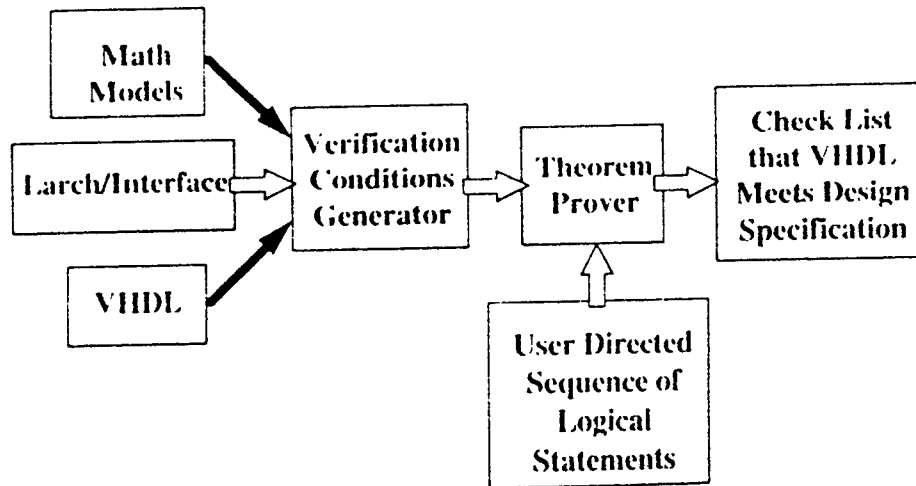 Math
Models
Larch/Interface
VHDL
Verification
Conditions
Generator
Theorem
Prover
User Directed
Sequence of
Logical
Statements
Check List
that VHDL
Meets Design
Specification